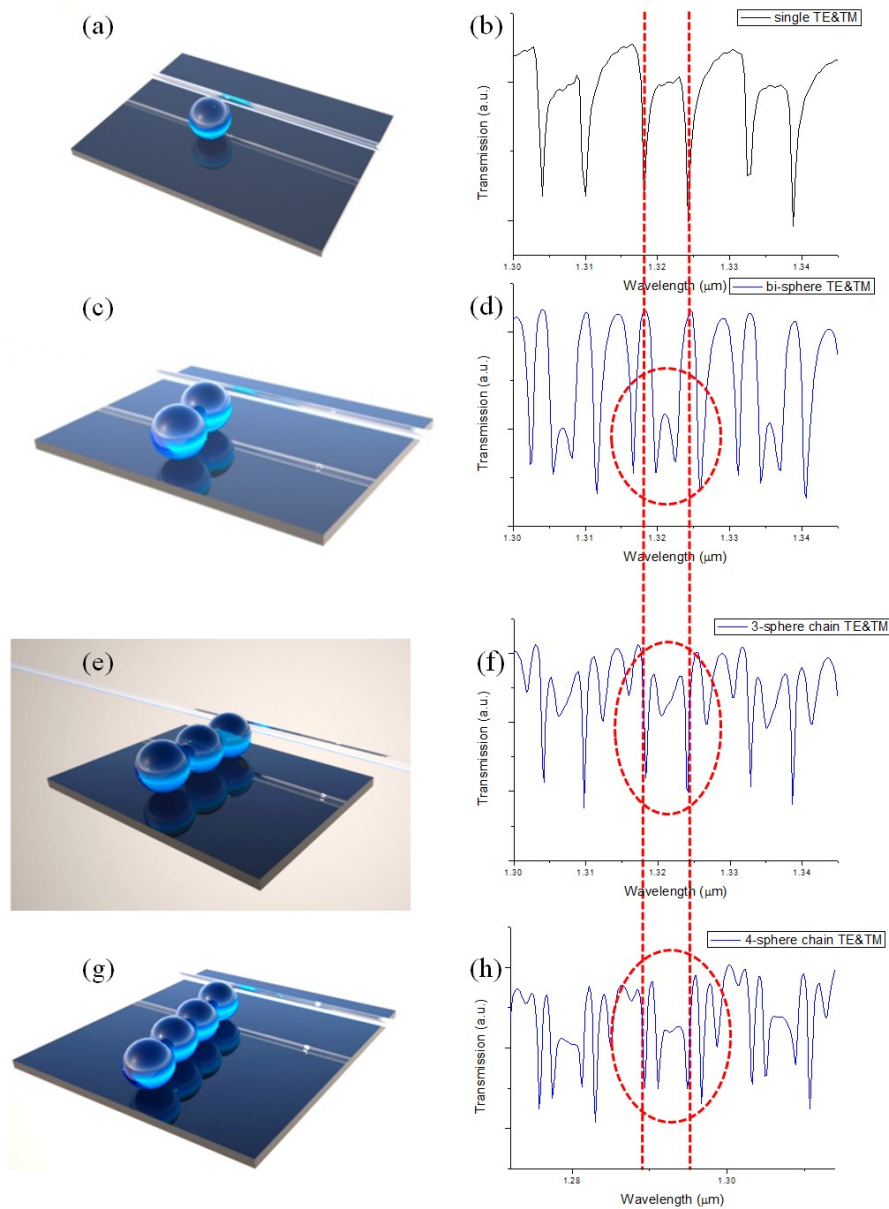 (a)
(b)
single TE&TM
Transmission (a.u.)
1.30 1.31 1.32 1.33 1.34
Wavelength (μm)
(c)
(d)
bi-sphere TE&TM
Transmission (a.u.)
1.30 1.31 1.32 1.33 1.34
Wavelength (μm)
(e)
(f)
3-sphere chain TE&TM
Transmission (a.u.)
1.30 1.31 1.32 1.33 1.34
Wavelength (μm)
(g)
(h)
4-sphere chain TE&TM
Transmission (a.u.)
1.28 1.30
Wavelength (μm)